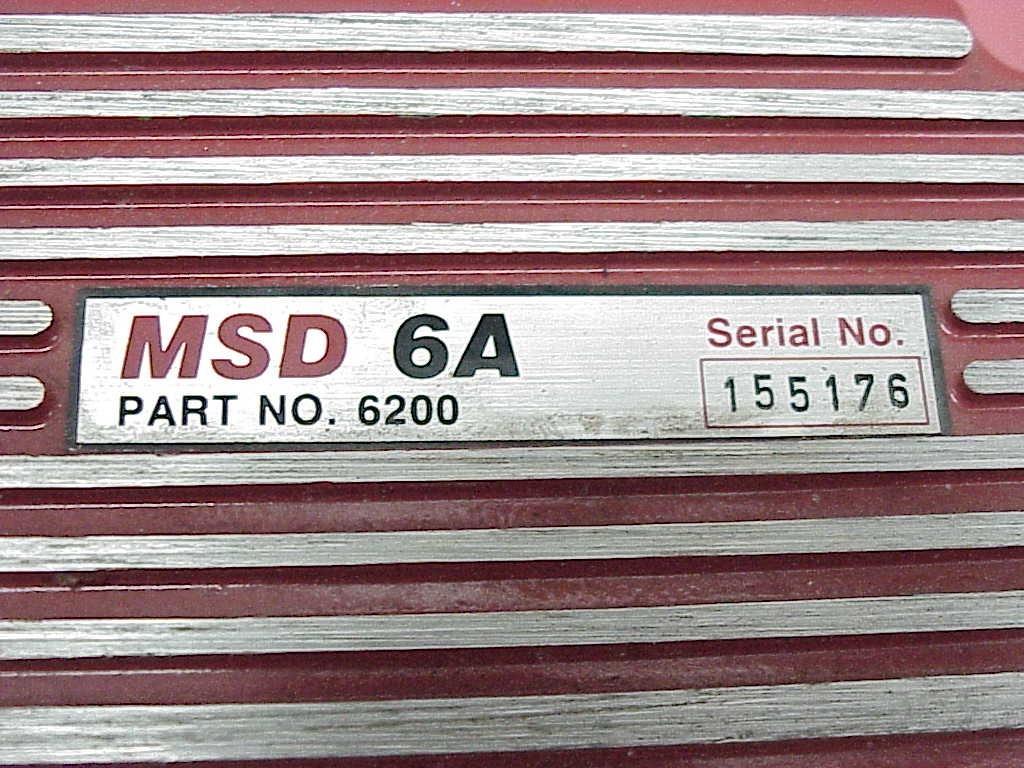 MSD 6A
PART NO. 6200
Serial No.
155176